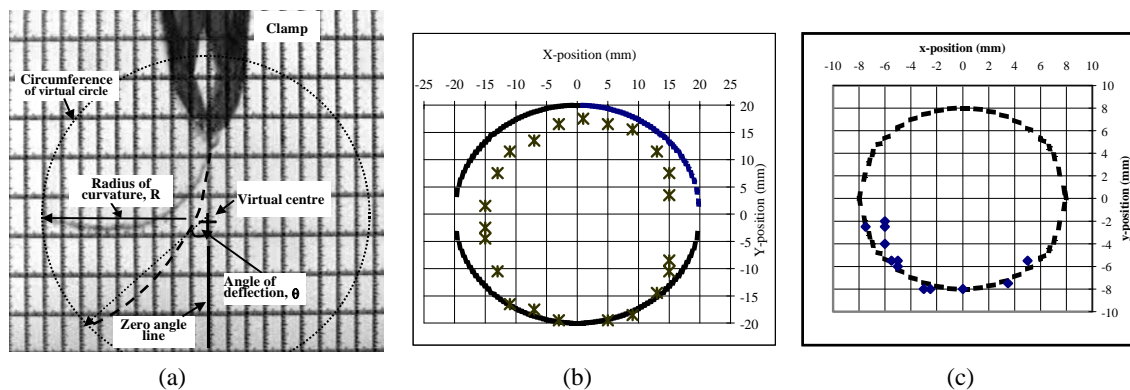 Clamp
Circumference
of virtual circle
Radius of
curvature, R
Virtual centre
Angle of
deflection, θ
Zero angle
line
(a)
X-position (mm)
-25 -20 -15 -10 -5 0 5 10 15 20 25
20
15
10
5
0
-5
-10
-15
-20
Y-position (mm)
(b)
x-position (mm)
-10 -8 -6 -4 -2 0 2 4 6 8 10
10
8
6
4
2
0
-2
-4
-6
-8
-10
y-position (mm)
(c)